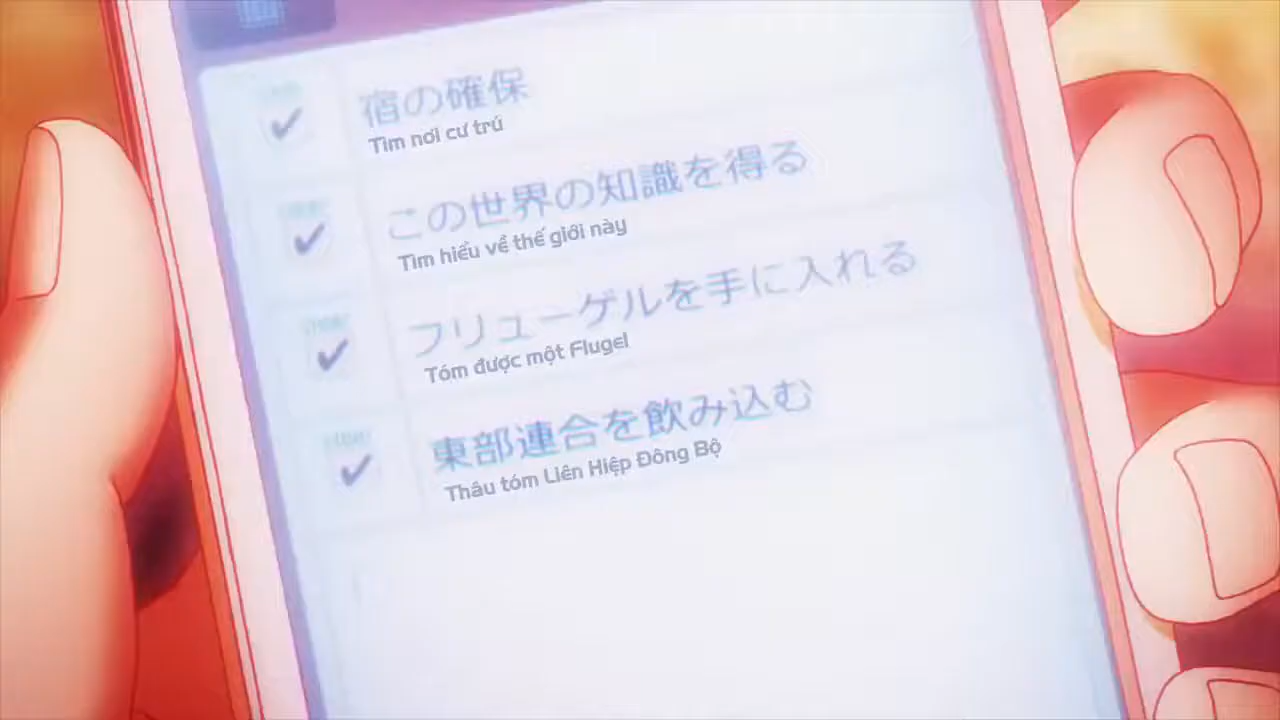 宿の確保
Tìm nơi cư trú
この世界の知識を得る
Tìm hiểu về thế giới này
フリューゲルを手に入れる
Tóm được một Flugel
東部連合を飲み込む
Thâu tóm Liên Hiệp Đông Bộ